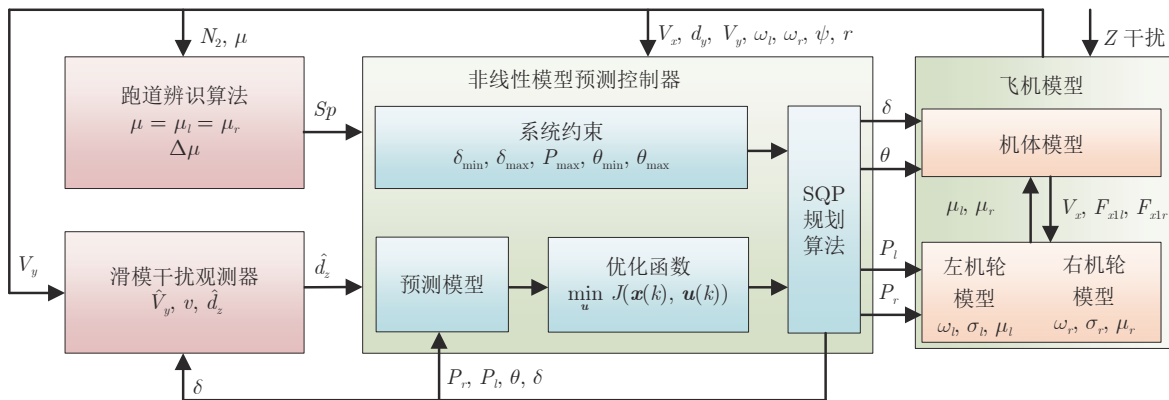 N₂, μ
V_x, d_y, V_y, ω_l, ω_r, ψ, r
Z 干扰
跑道辨识算法
μ = μ_l = μ_r
Δμ
Sp
非线性模型预测控制器
系统约束
δ_min, δ_max, P_max, θ_min, θ_max
SQP
规划
算法
δ
θ
飞机模型
机体模型
μ_l, μ_r
V_x, F_x1l, F_x1r
V_y
滑模干扰观测器
V̂_y, v, d̂_z
d̂_z
预测模型
优化函数
min_u J(x(k), u(k))
P_l
P_r
左机轮
模型
ω_l, σ_l, μ_l
右机轮
模型
ω_r, σ_r, μ_r
δ
P_r, P_l, θ, δ